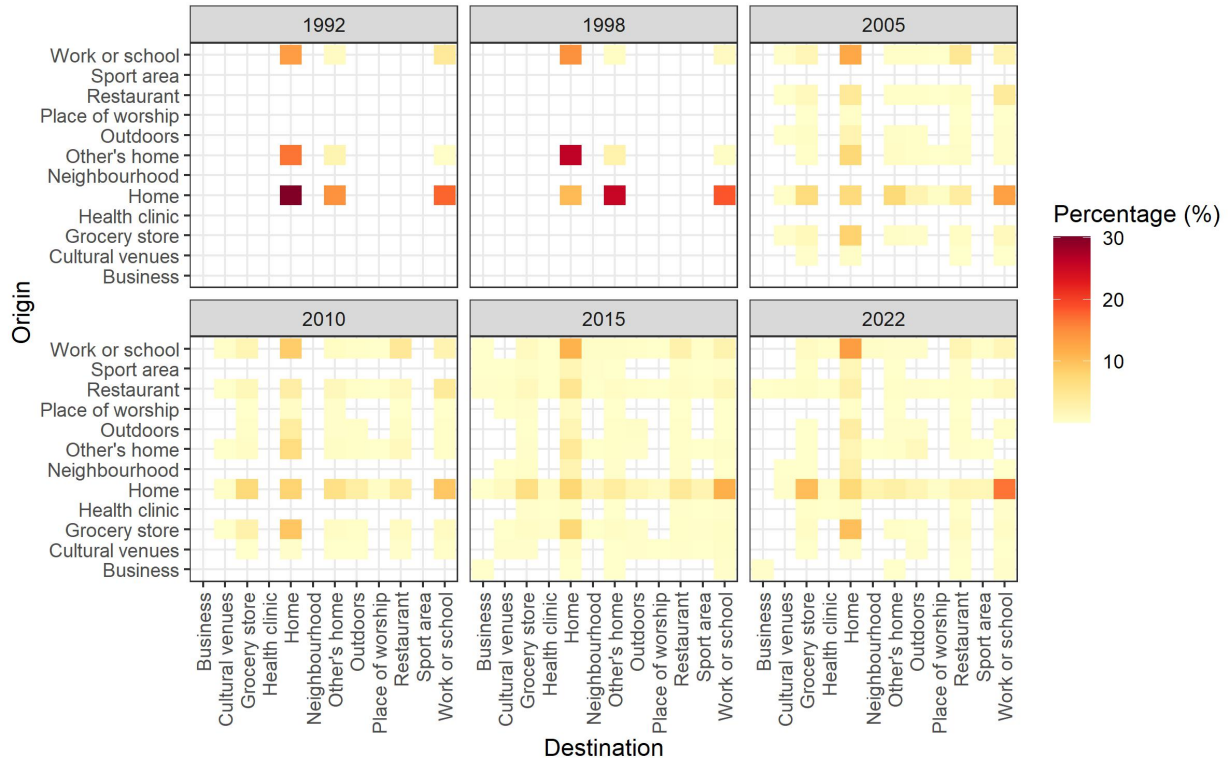 1992
1998
2005
Work or school
Sport area
Restaurant
Place of worship
Outdoors
Other's home
Neighbourhood
Home
Health clinic
Grocery store
Cultural venues
Business
2010
2015
2022
Work or school
Sport area
Restaurant
Place of worship
Outdoors
Other's home
Neighbourhood
Home
Health clinic
Grocery store
Cultural venues
Business
Origin
Business
Cultural venues
Grocery store
Health clinic
Home
Neighbourhood
Other's home
Outdoors
Place of worship
Restaurant
Sport area
Work or school
Business
Cultural venues
Grocery store
Health clinic
Home
Neighbourhood
Other's home
Outdoors
Place of worship
Restaurant
Sport area
Work or school
Business
Cultural venues
Grocery store
Health clinic
Home
Neighbourhood
Other's home
Outdoors
Place of worship
Restaurant
Sport area
Work or school
Destination
Percentage (%)
30
20
10